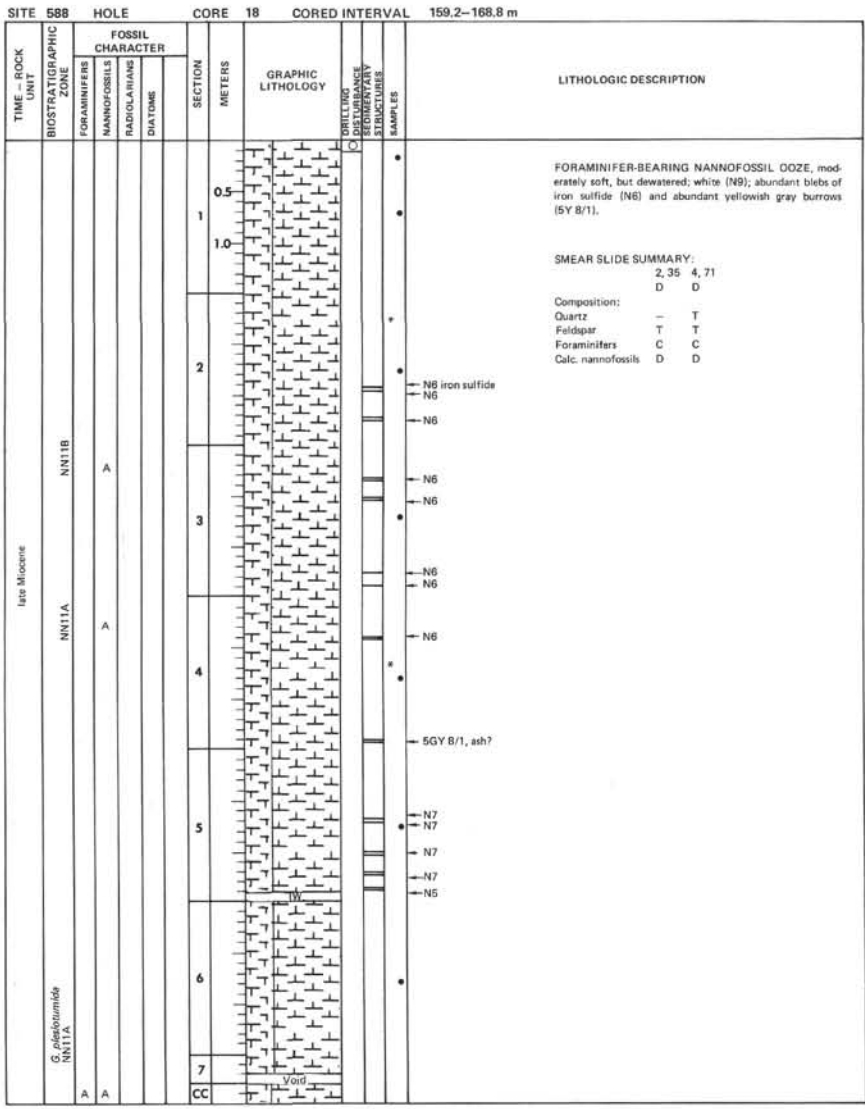 SITE 588 HOLE CORE 18 CORED INTERVAL 159.2–168.8 m
TIME – ROCK UNIT
BIOSTRATIGRAPHIC ZONE
FOSSIL CHARACTER
FORAMINIFERS
NANNOFOSSILS
RADIOLARIANS
DIATOMS
SECTION
METERS
GRAPHIC LITHOLOGY
DRILLING DISTURBANCE
SEDIMENTARY STRUCTURES
SAMPLES
LITHOLOGIC DESCRIPTION
late Miocene
NN11B
NN11A
G. plesiotumida
NN11A
A
A
A A
1
0.5
1.0
2
3
4
5
6
7
CC
IW
Void
N6 iron sulfide
N6
N6
N6
N6
N6
N6
N6
5GY 8/1, ash?
N7
N7
N7
N7
N5
FORAMINIFER-BEARING NANNOFOSSIL OOZE, mod-
erately soft, but dewatered; white (N9); abundant blebs of
iron sulfide (N6) and abundant yellowish gray burrows
(5Y 8/1).
SMEAR SLIDE SUMMARY:
2, 35 4, 71
D D
Composition:
Quartz – T
Feldspar T T
Foraminifers C C
Calc. nannofossils D D